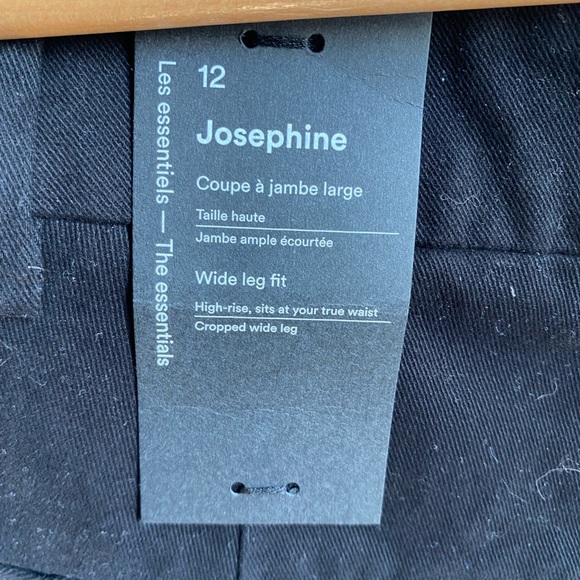 12
Josephine
Coupe à jambe large
Taille haute
Jambe ample écourtée
Wide leg fit
High-rise, sits at your true waist
Cropped wide leg
Les essentiels — The essentials